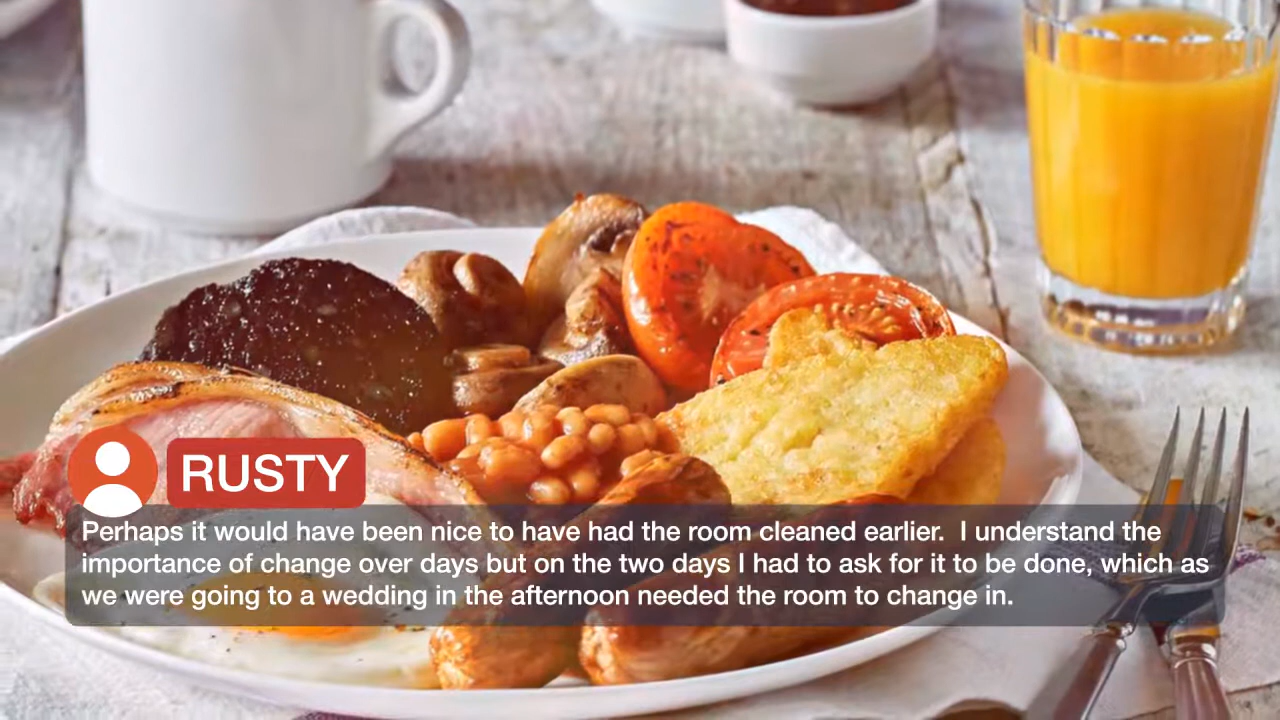 RUSTY
Perhaps it would have been nice to have had the room cleaned earlier.  I understand the
importance of change over days but on the two days I had to ask for it to be done, which as
we were going to a wedding in the afternoon needed the room to change in.